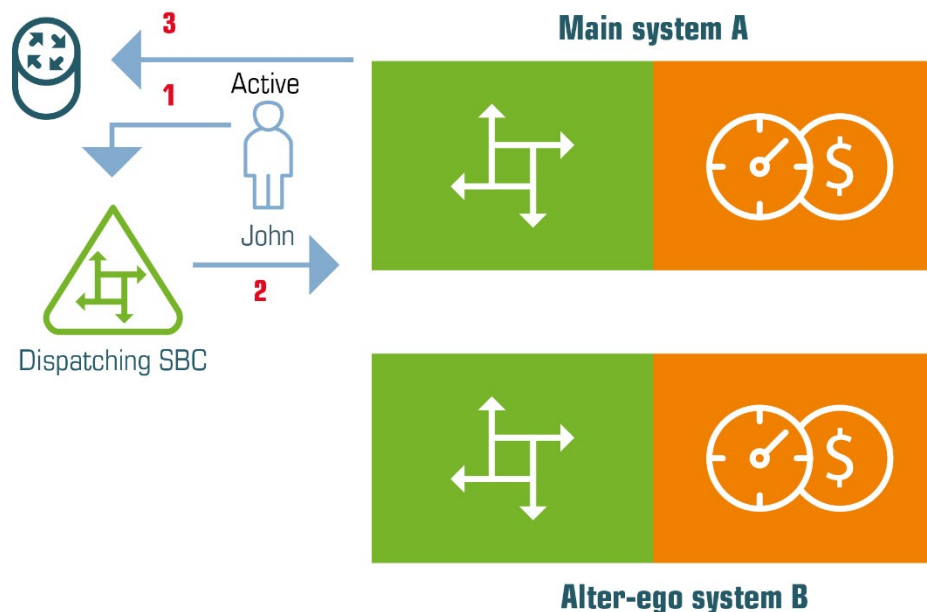 3
Main system A
1
Active
John
2
Dispatching SBC
$
$
Alter-ego system B